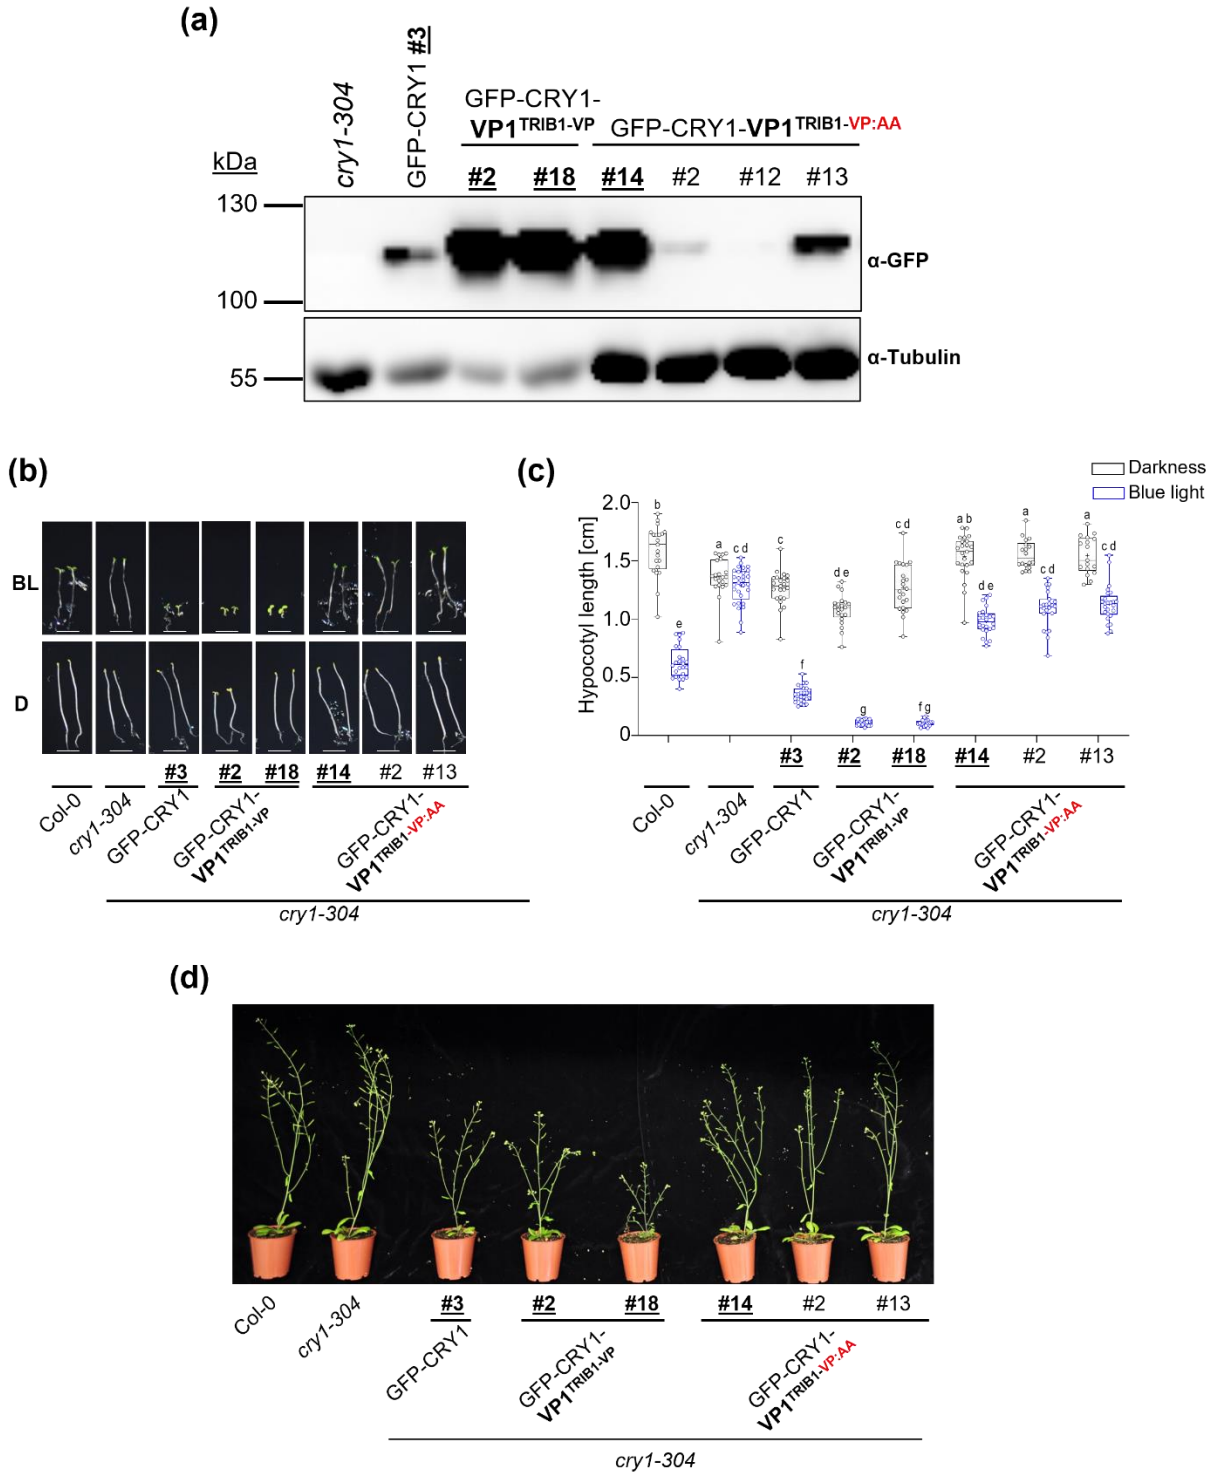 (a)
cry1-304
GFP-CRY1 #3
GFP-CRY1-
VP1TRIB1-VP
GFP-CRY1-VP1TRIB1-VP:AA
kDa
#2 #18 #14 #2 #12 #13
130
α-GFP
100
α-Tubulin
55
(b)
BL
D
#3 #2 #18 #14 #2 #13
Col-0
cry1-304
GFP-CRY1
GFP-CRY1-
VP1TRIB1-VP
GFP-CRY1-
VP1TRIB1-VP:AA
cry1-304
(c)
Darkness
Blue light
Hypocotyl length [cm]
2.0
1.5
1.0
0.5
0
b
e
a
c d
c
f
d e
g
c d
f g
a b
d e
a
c d
a
c d
#3 #2 #18 #14 #2 #13
Col-0
cry1-304
GFP-CRY1
GFP-CRY1-
VP1TRIB1-VP
GFP-CRY1-
VP1TRIB1-VP:AA
cry1-304
(d)
#3 #2 #18 #14 #2 #13
Col-0
cry1-304
GFP-CRY1
GFP-CRY1-
VP1TRIB1-VP
GFP-CRY1-
VP1TRIB1-VP:AA
cry1-304